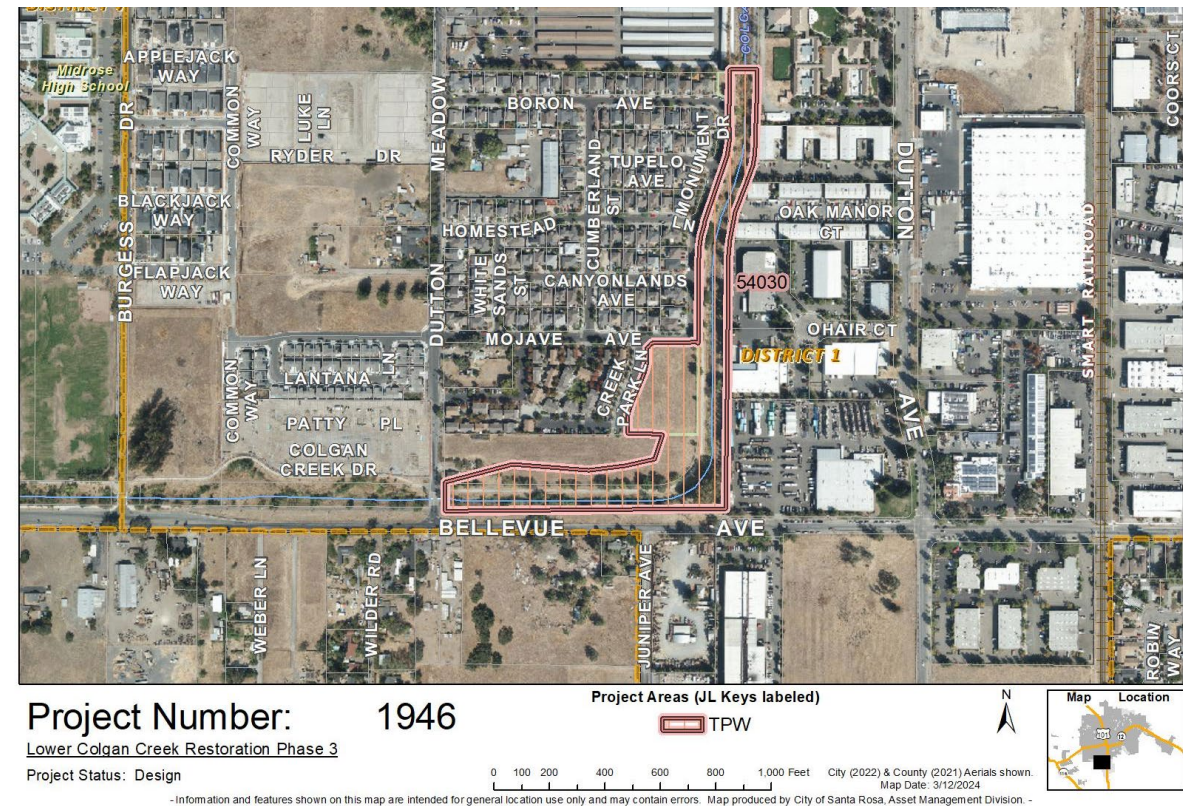 DISTRICT
Midrose
High School
APPLEJACK
WAY
COMMON
WAY
LUKE
LN
RYDER DR
MEADOW
BORON AVE
MONUMENT
DR
COORS CT
BURGESS DR
BLACKJACK
WAY
CUMBERLAND
ST
TUPELO
AVE
DUTTON
OAK MANOR
CT
HOMESTEAD
LN
FLAPJACK
WAY
WHITE
SANDS
ST
CANYONLANDS
AVE
54030
SMART RAILROAD
DUTTON
MOJAVE AVE
OHAIR CT
DISTRICT 1
COMMON
WAY
LANTANA LN
CREEK
PARK LN
AVE
PATTY PL
COLGAN
CREEK DR
BELLEVUE AVE
WEBER LN
WILDER RD
JUNIPER AVE
ROBIN
WAY
Project Number: 1946
Lower Colgan Creek Restoration Phase 3
Project Status: Design
Project Areas (JL Keys labeled)
TPW
0 100 200 400 600 800 1,000 Feet
N
City (2022) & County (2021) Aerials shown.
Map Date: 3/12/2024
Map Location
101
12
- Information and features shown on this map are intended for general location use only and may contain errors. Map produced by City of Santa Rosa, Asset Management Division. -